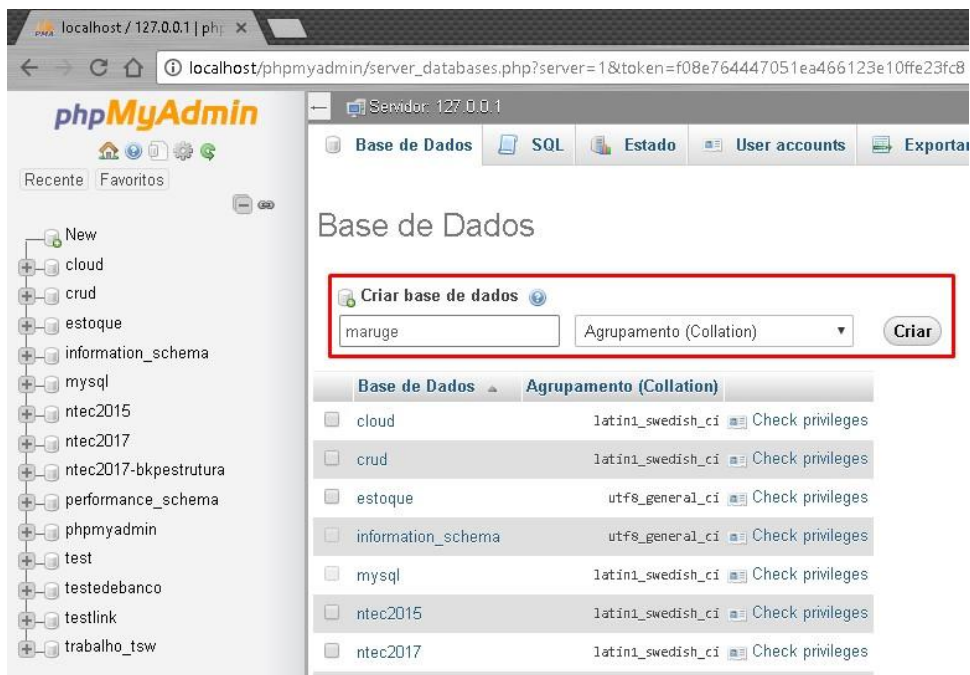 localhost / 127.0.0.1 | php
localhost/phpmyadmin/server_databases.php?server=1&token=f08e764447051ea466123e10ffe23fc8
phpMyAdmin
Recente Favoritos
New
cloud
crud
estoque
information_schema
mysql
ntec2015
ntec2017
ntec2017-bkpestrutura
performance_schema
phpmyadmin
test
testedebanco
testlink
trabalho_tsw
Servidor: 127.0.0.1
Base de Dados SQL Estado User accounts Exportar
Base de Dados
Criar base de dados
maruge Agrupamento (Collation) Criar
Base de Dados Agrupamento (Collation)
cloud latin1_swedish_ci Check privileges
crud latin1_swedish_ci Check privileges
estoque utf8_general_ci Check privileges
information_schema utf8_general_ci Check privileges
mysql latin1_swedish_ci Check privileges
ntec2015 latin1_swedish_ci Check privileges
ntec2017 latin1_swedish_ci Check privileges